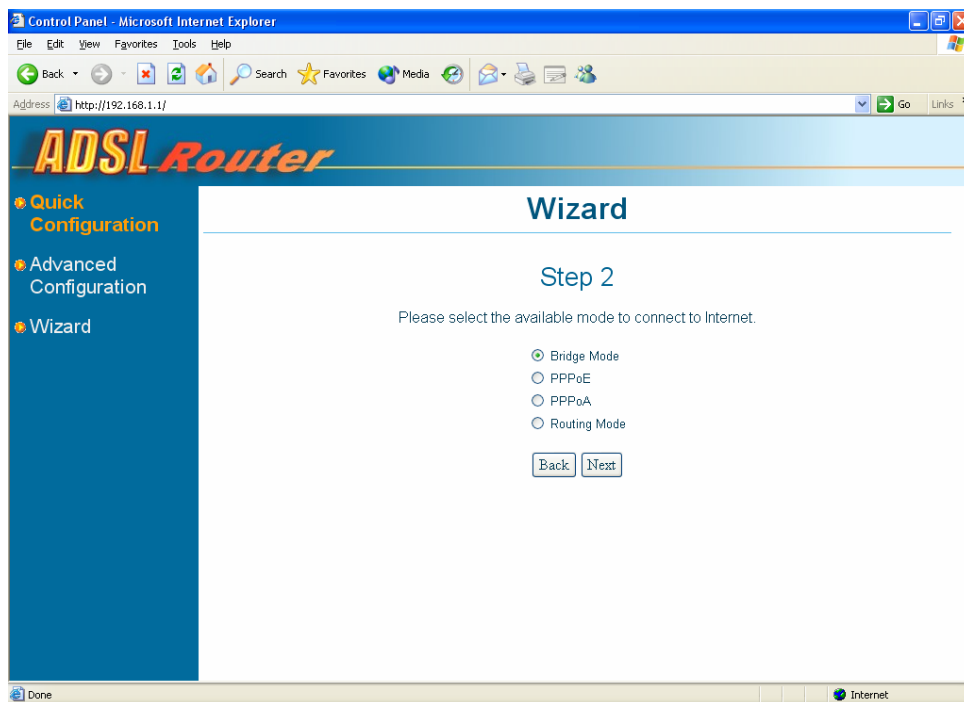 Control Panel - Microsoft Internet Explorer
File Edit View Favorites Tools Help
Back Search Favorites Media
Address http://192.168.1.1/ Go Links
ADSL Router
Quick
Configuration
Advanced
Configuration
Wizard
Wizard
Step 2
Please select the available mode to connect to Internet.
Bridge Mode
PPPoE
PPPoA
Routing Mode
Back Next
Done Internet